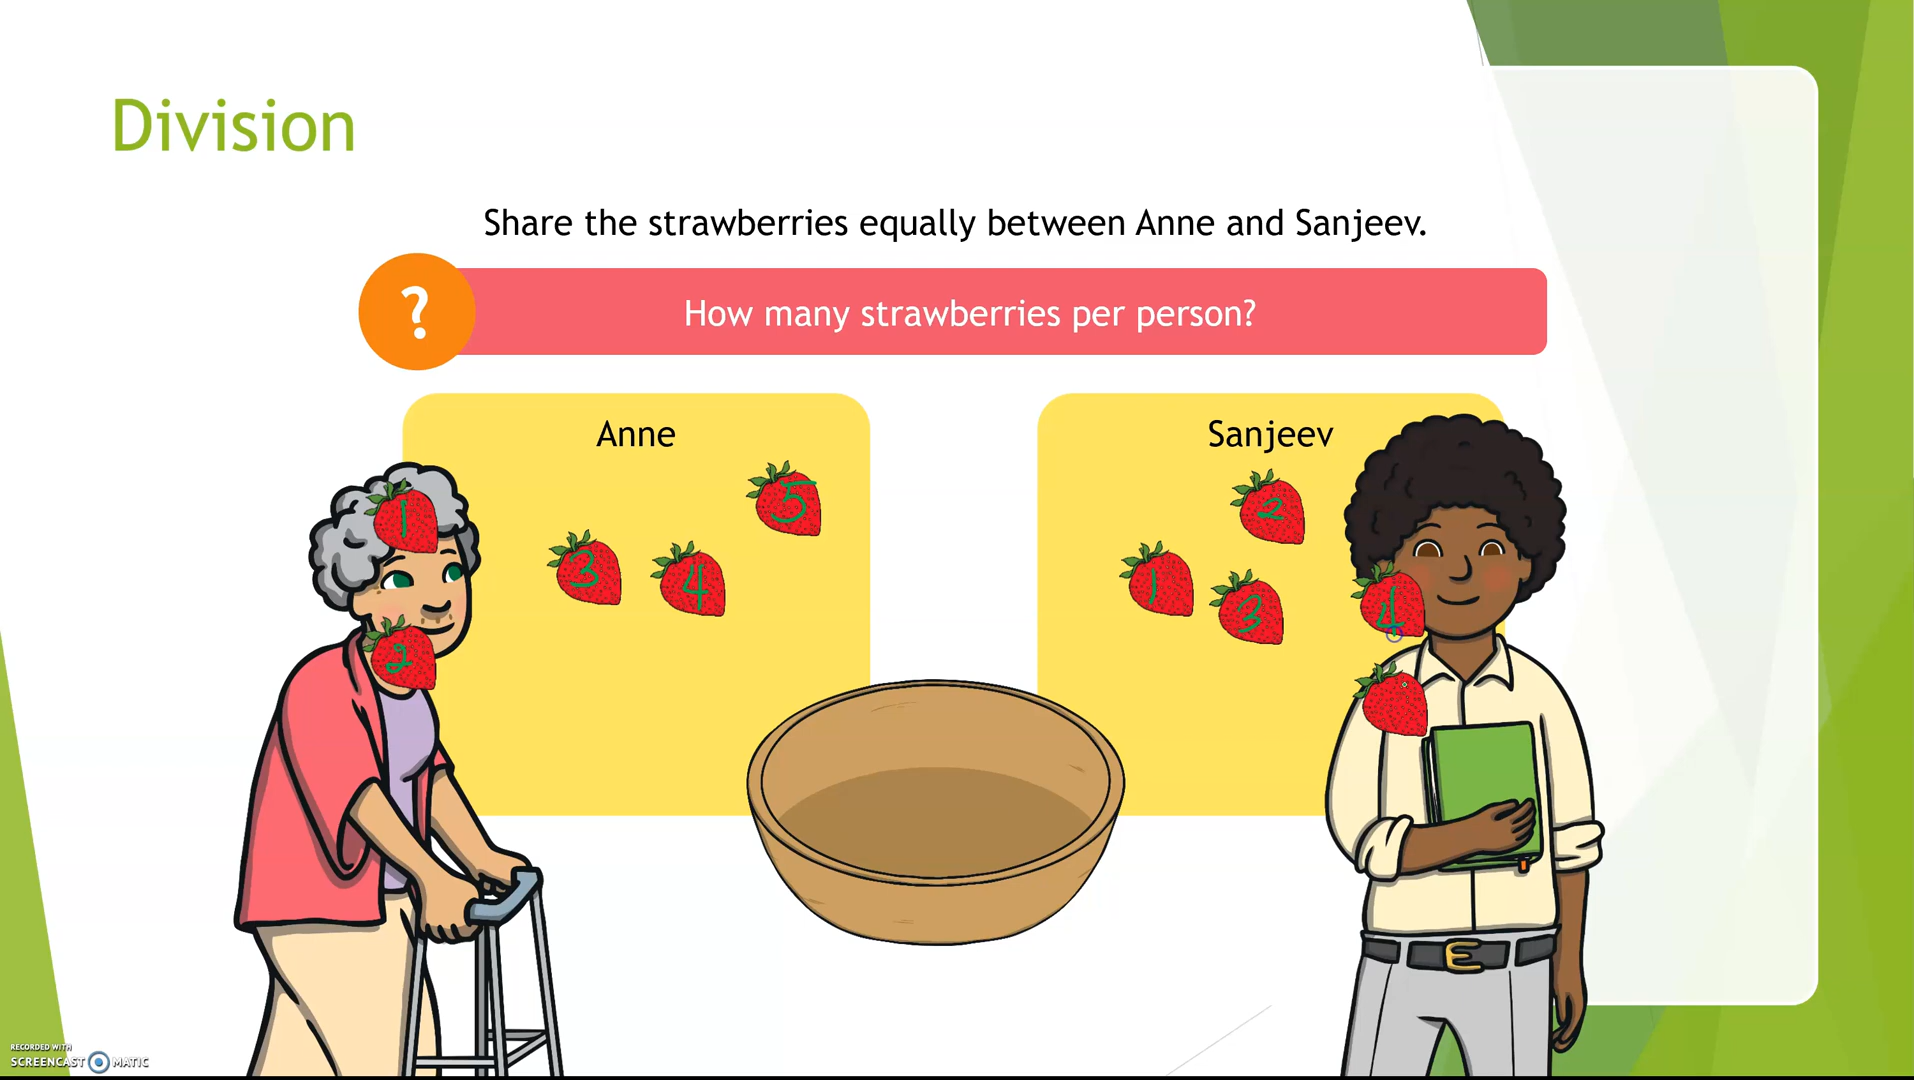 Division
Share the strawberries equally between Anne and Sanjeev.
?
How many strawberries per person?
Anne
Sanjeev
1
2
3
4
5
1
2
3
4
RECORDED WITH
SCREENCAST MATIC